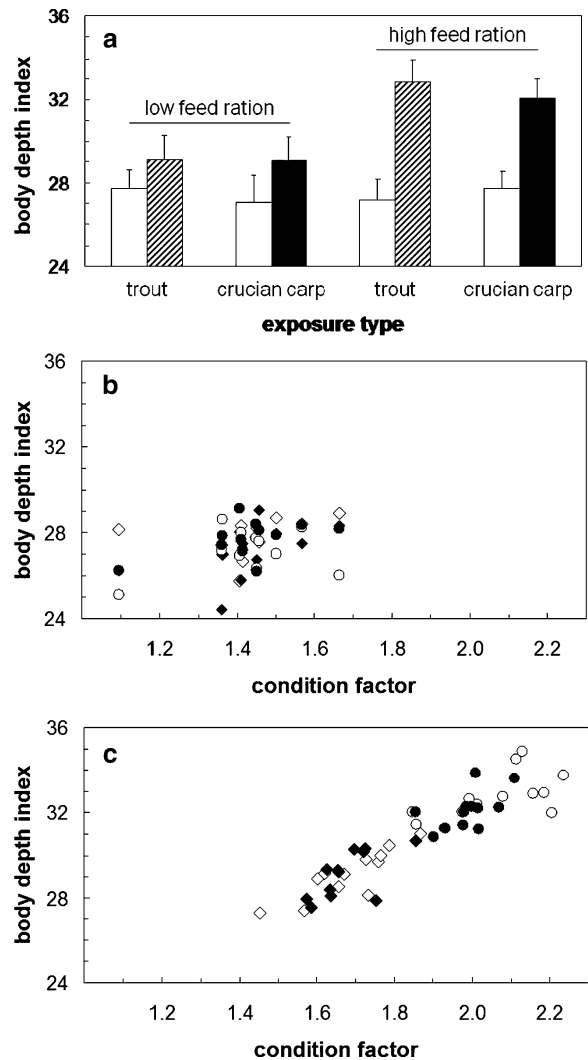 a
body depth index
36
32
28
24
low feed ration
high feed ration
trout
crucian carp
trout
crucian carp
exposure type
b
body depth index
36
32
28
24
1.2
1.4
1.6
1.8
2.0
2.2
condition factor
c
body depth index
36
32
28
24
1.2
1.4
1.6
1.8
2.0
2.2
condition factor